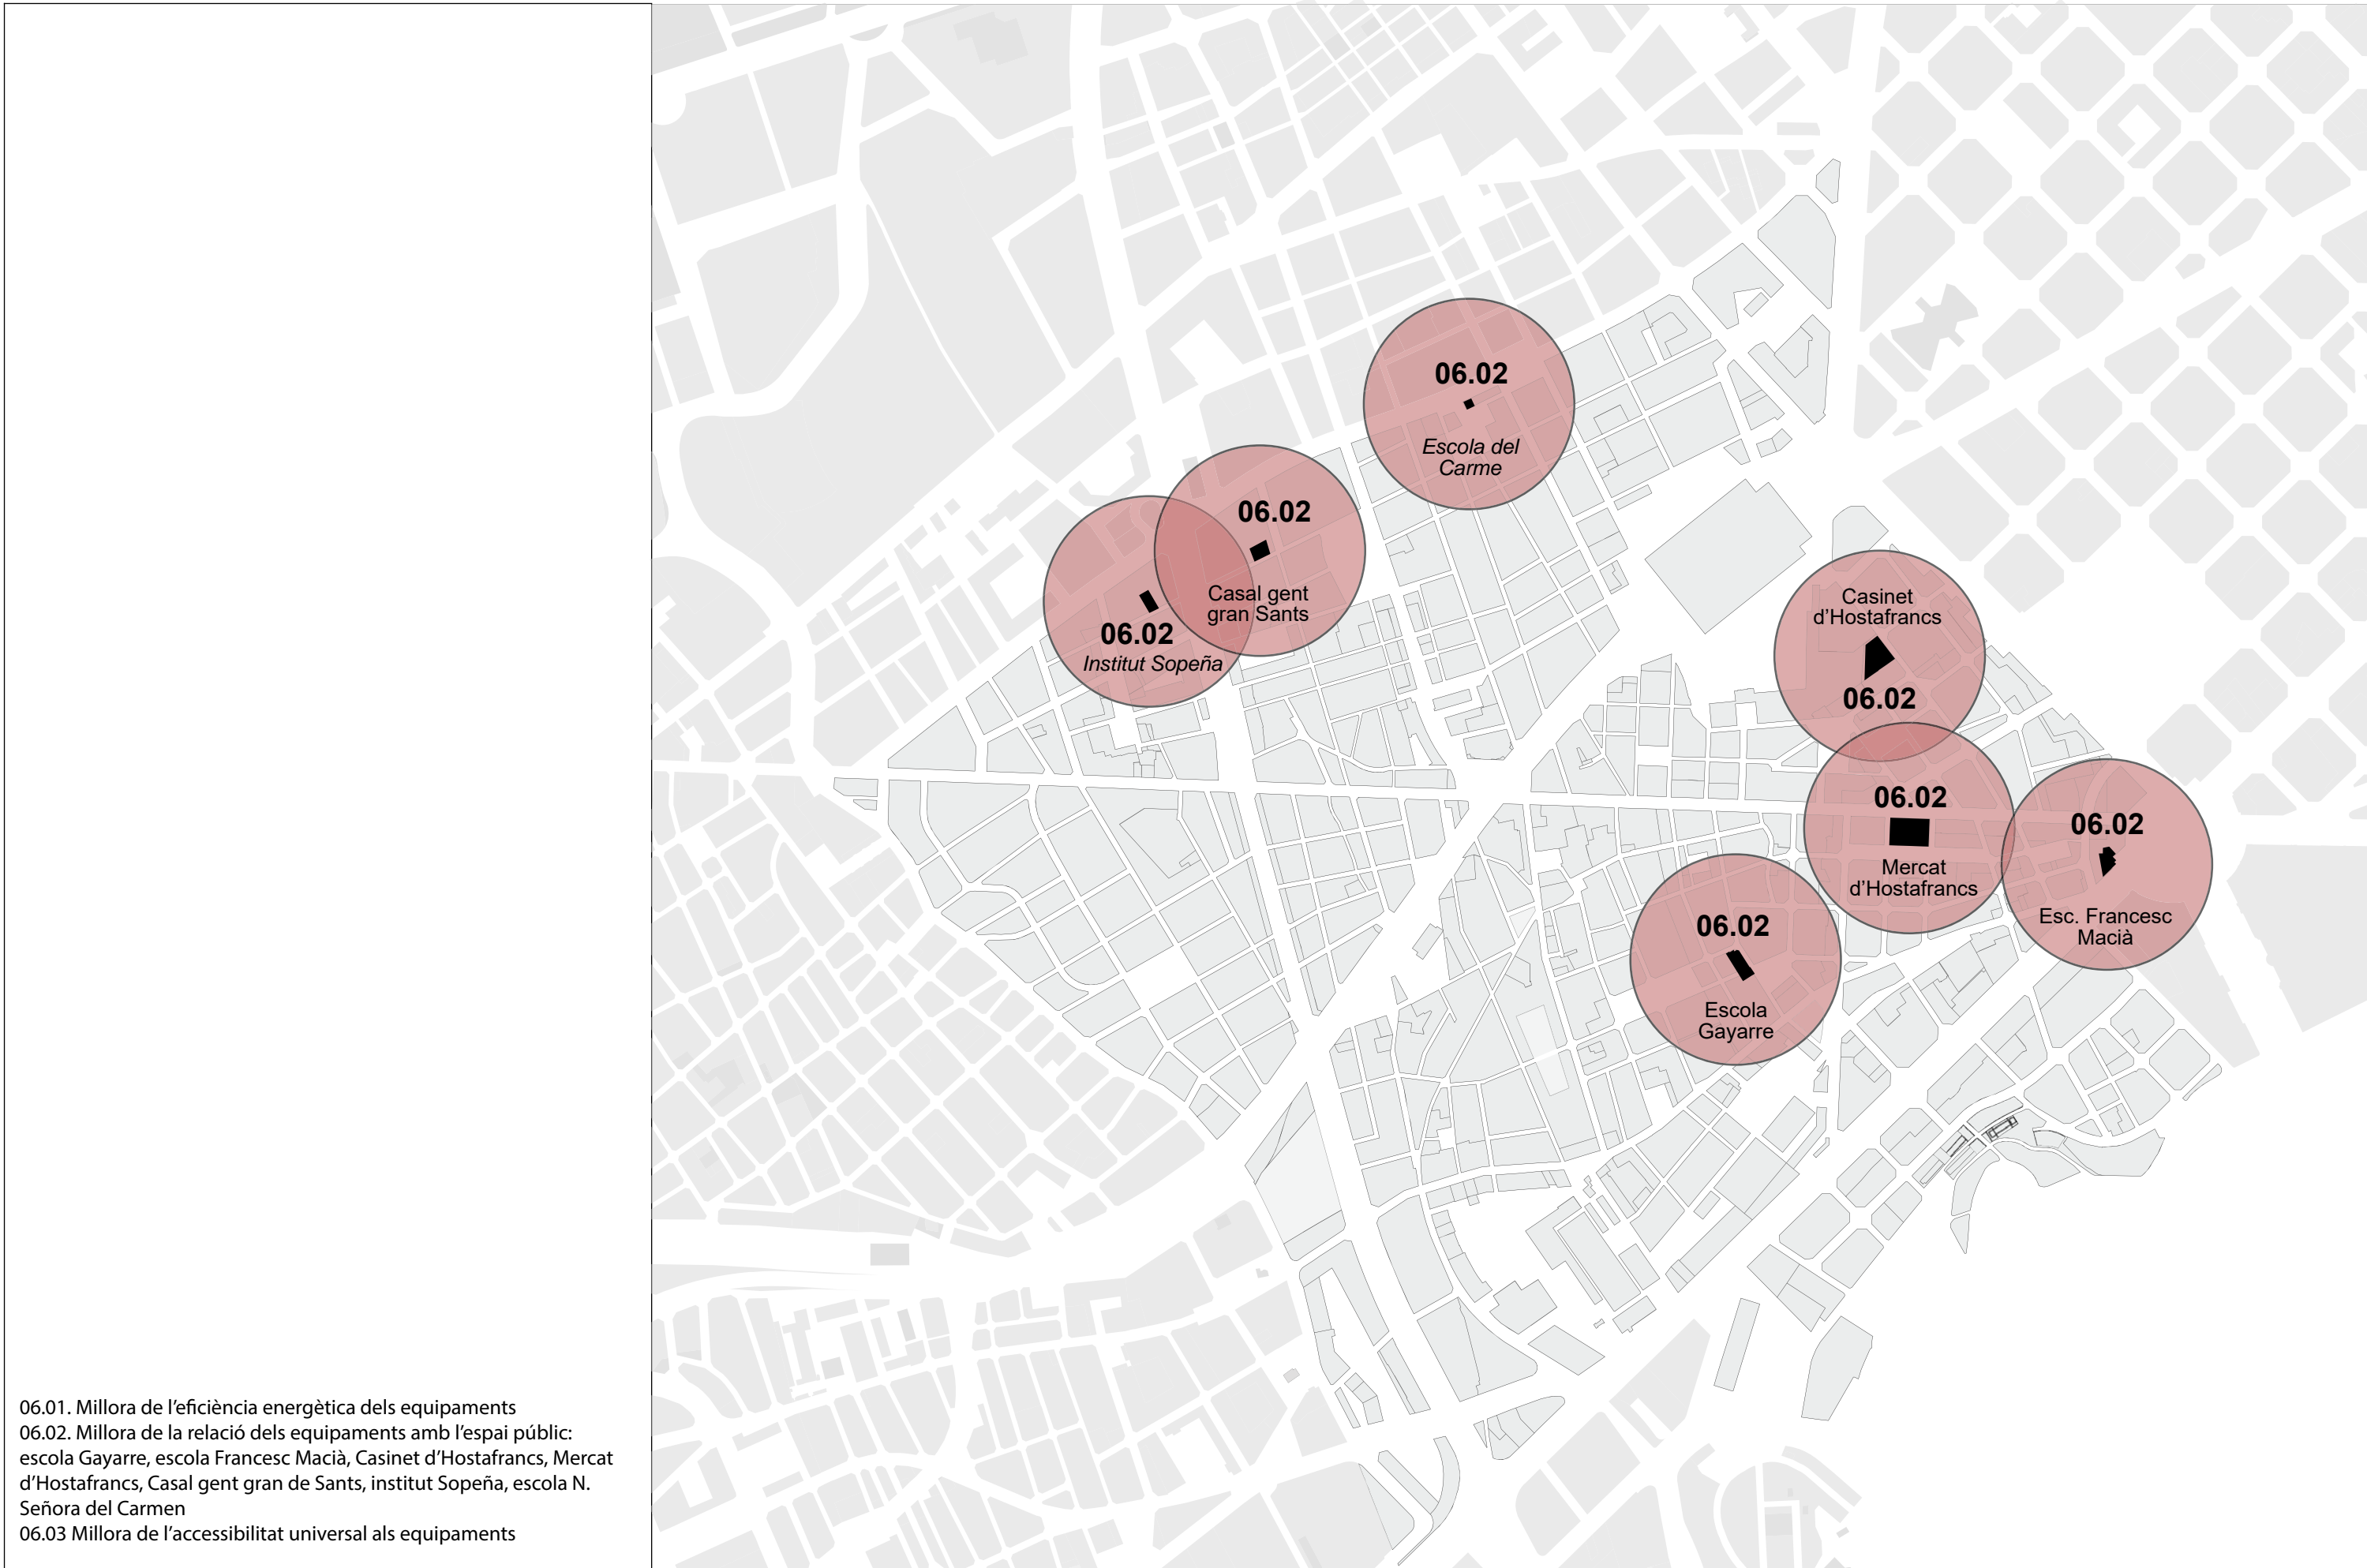 06.01. Millora de l'eficiència energètica dels equipaments
06.02. Millora de la relació dels equipaments amb l'espai públic:
escola Gayarre, escola Francesc Macià, Casinet d'Hostafrancs, Mercat
d'Hostafrancs, Casal gent gran de Sants, institut Sopeña, escola N.
Señora del Carmen
06.03 Millora de l'accessibilitat universal als equipaments
06.02
Escola del
Carme
06.02
Casal gent
gran Sants
06.02
Institut Sopeña
Casinet
d'Hostafrancs
06.02
06.02
Mercat
d'Hostafrancs
06.02
Esc. Francesc
Macià
06.02
Escola
Gayarre